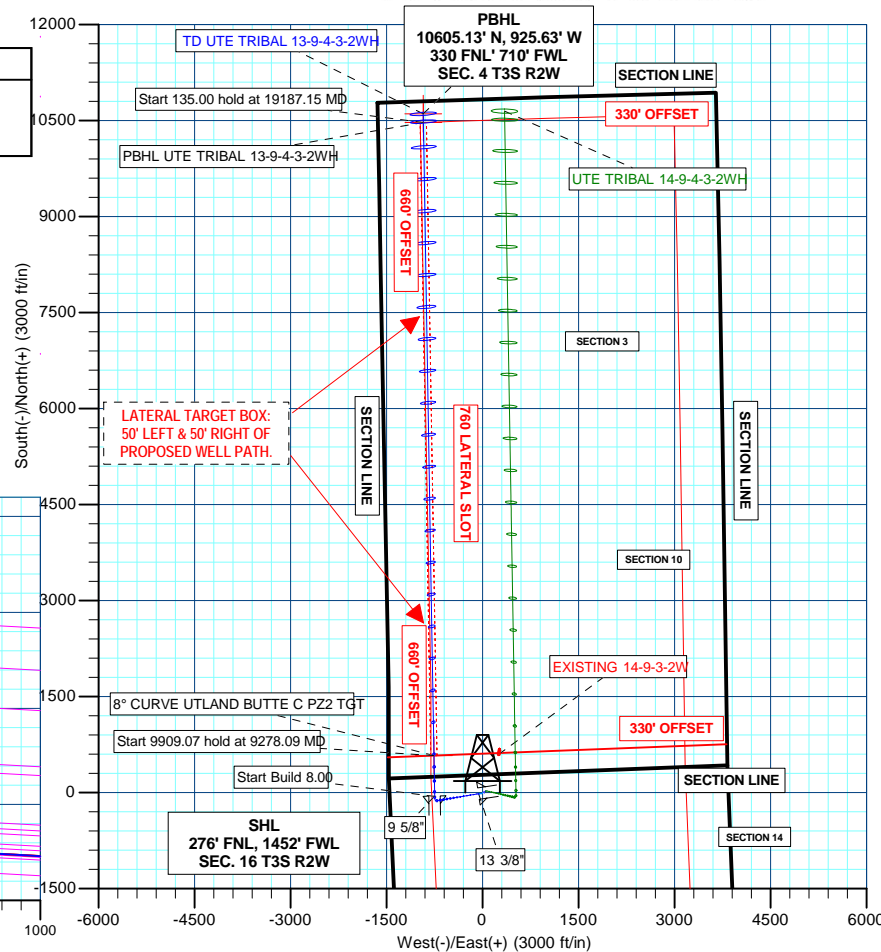 PBHL
10605.13' N, 925.63' W
330 FNL' 710' FWL
SEC. 4 T3S R2W
TD UTE TRIBAL 13-9-4-3-2WH
SECTION LINE
Start 135.00 hold at 19187.15 MD
330' OFFSET
PBHL UTE TRIBAL 13-9-4-3-2WH
UTE TRIBAL 14-9-4-3-2WH
660' OFFSET
SECTION 3
LATERAL TARGET BOX:
50' LEFT & 50' RIGHT OF
PROPOSED WELL PATH.
SECTION LINE
760 LATERAL SLOT
SECTION LINE
SECTION 10
660' OFFSET
EXISTING 14-9-3-2W
8° CURVE UTLAND BUTTE C PZ2 TGT
Start 9909.07 hold at 9278.09 MD
330' OFFSET
Start Build 8.00
SECTION LINE
SHL
276' FNL, 1452' FWL
SEC. 16 T3S R2W
9 5/8"
13 3/8"
SECTION 14
12000
10500
9000
7500
6000
4500
3000
1500
0
-1500
South(-)/North(+) (3000 ft/in)
1000
-6000
-4500
-3000
-1500
0
1500
3000
4500
6000
West(-)/East(+) (3000 ft/in)